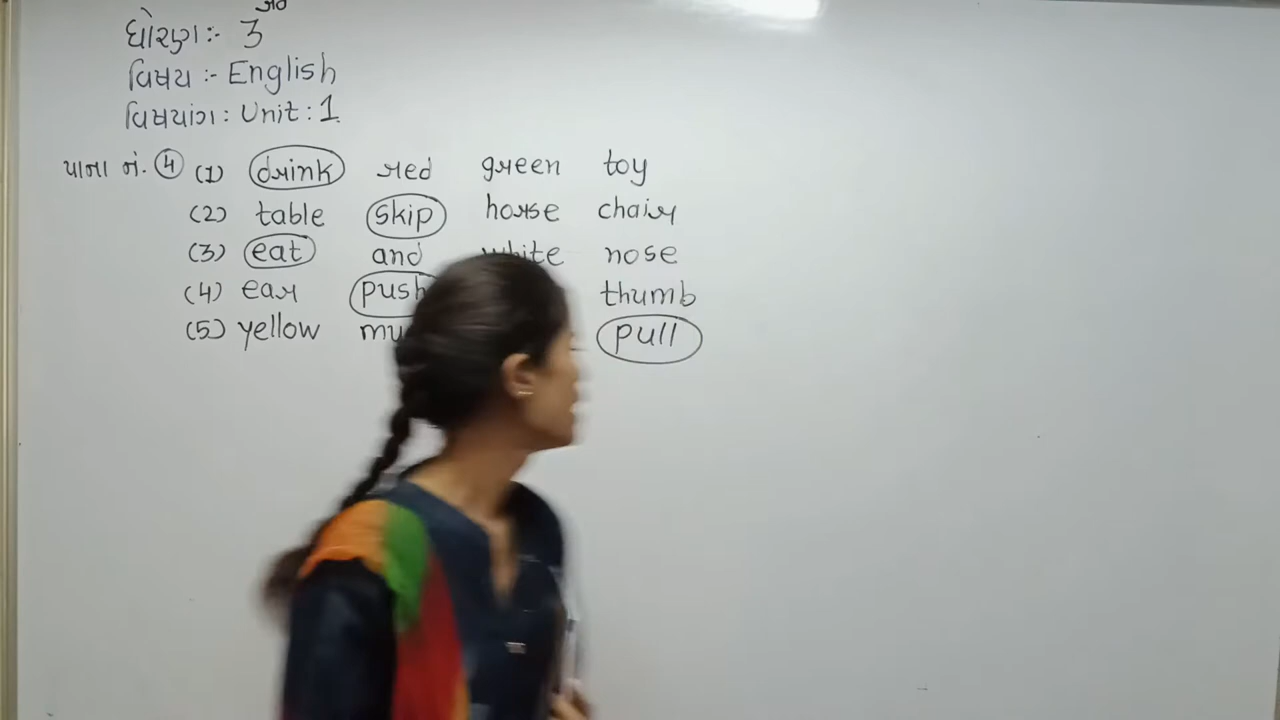 ધોરણ :- 3
વિષય :- English
વિષયાંગ : Unit : 1
પાના નં. 4 (1) drink red green toy
(2) table skip horse chair
(3) eat and white nose
(4) ear push thumb
(5) yellow pull